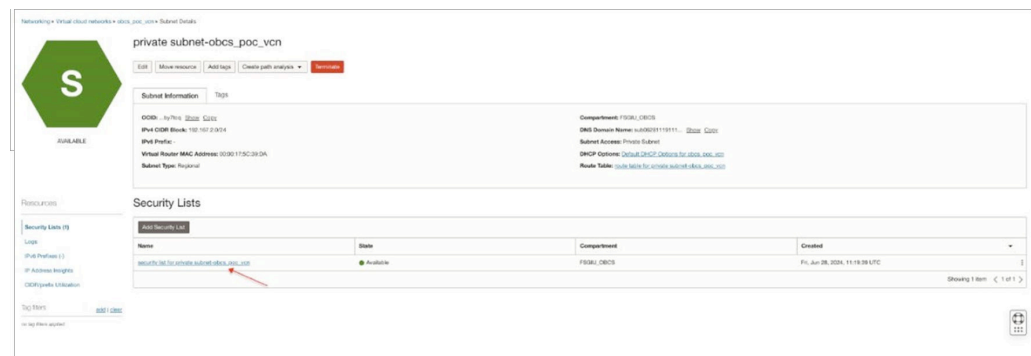 Networking » Virtual cloud networks » obcs_poc_vcn » Subnet Details
S
AVAILABLE
private subnet-obcs_poc_vcn
Edit Move resource Add tags Create path analysis Terminate
Subnet Information Tags
OCID: Show Copy
IPv4 CIDR Block: 192.167.2.0/24
IPv6 Prefix: -
Virtual Router MAC Address: 00:00:17:5C:39:DA
Subnet Type: Regional
Compartment: FSGIU_OBCS
DNS Domain Name: Show Copy
Subnet Access: Private Subnet
DHCP Options: Default DHCP Options for obcs_poc_vcn
Route Table: route table for private subnet-obcs_poc_vcn
Resources
Security Lists (1)
Logs
IPv6 Prefixes (-)
IP Address Insights
CIDR/prefix Utilization
Tag filters add | clear
no tag filters applied
Security Lists
Add Security List
Name State Compartment Created
security list for private subnet-obcs_poc_vcn Available FSGIU_OBCS Fri, Jun 28, 2024, 11:19:39 UTC
Showing 1 item < 1 of 1 >